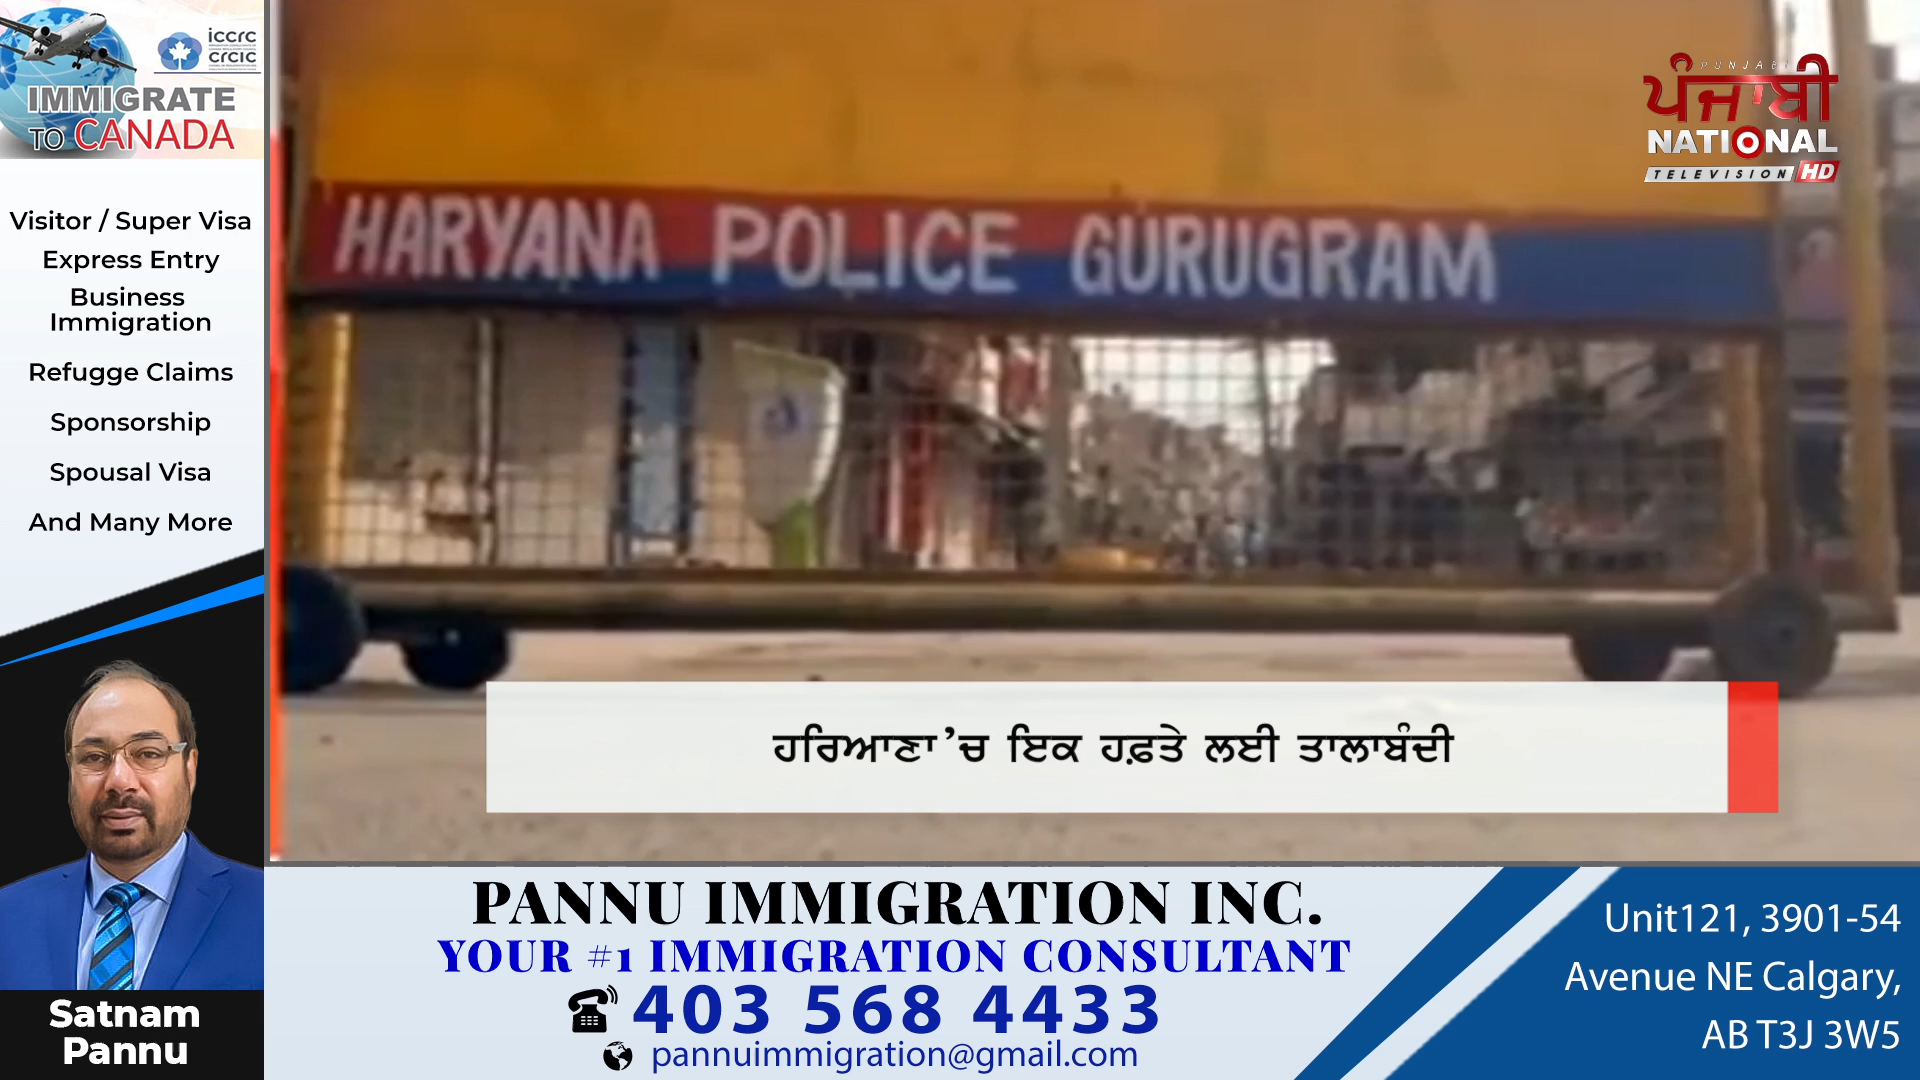 iccrc
crcic
IMMIGRATE
TO CANADA
Visitor / Super Visa
Express Entry
Business
Immigration
Refugge Claims
Sponsorship
Spousal Visa
And Many More
Satnam
Pannu
HARYANA POLICE GURUGRAM
PUNJABI
ਪੰਜਾਬੀ
NATIONAL
TELEVISION HD
ਹਰਿਆਣਾ 'ਚ ਇਕ ਹਫ਼ਤੇ ਲਈ ਤਾਲਾਬੰਦੀ
PANNU IMMIGRATION INC.
YOUR #1 IMMIGRATION CONSULTANT
403 568 4433
pannuimmigration@gmail.com
Unit121, 3901-54
Avenue NE Calgary,
AB T3J 3W5